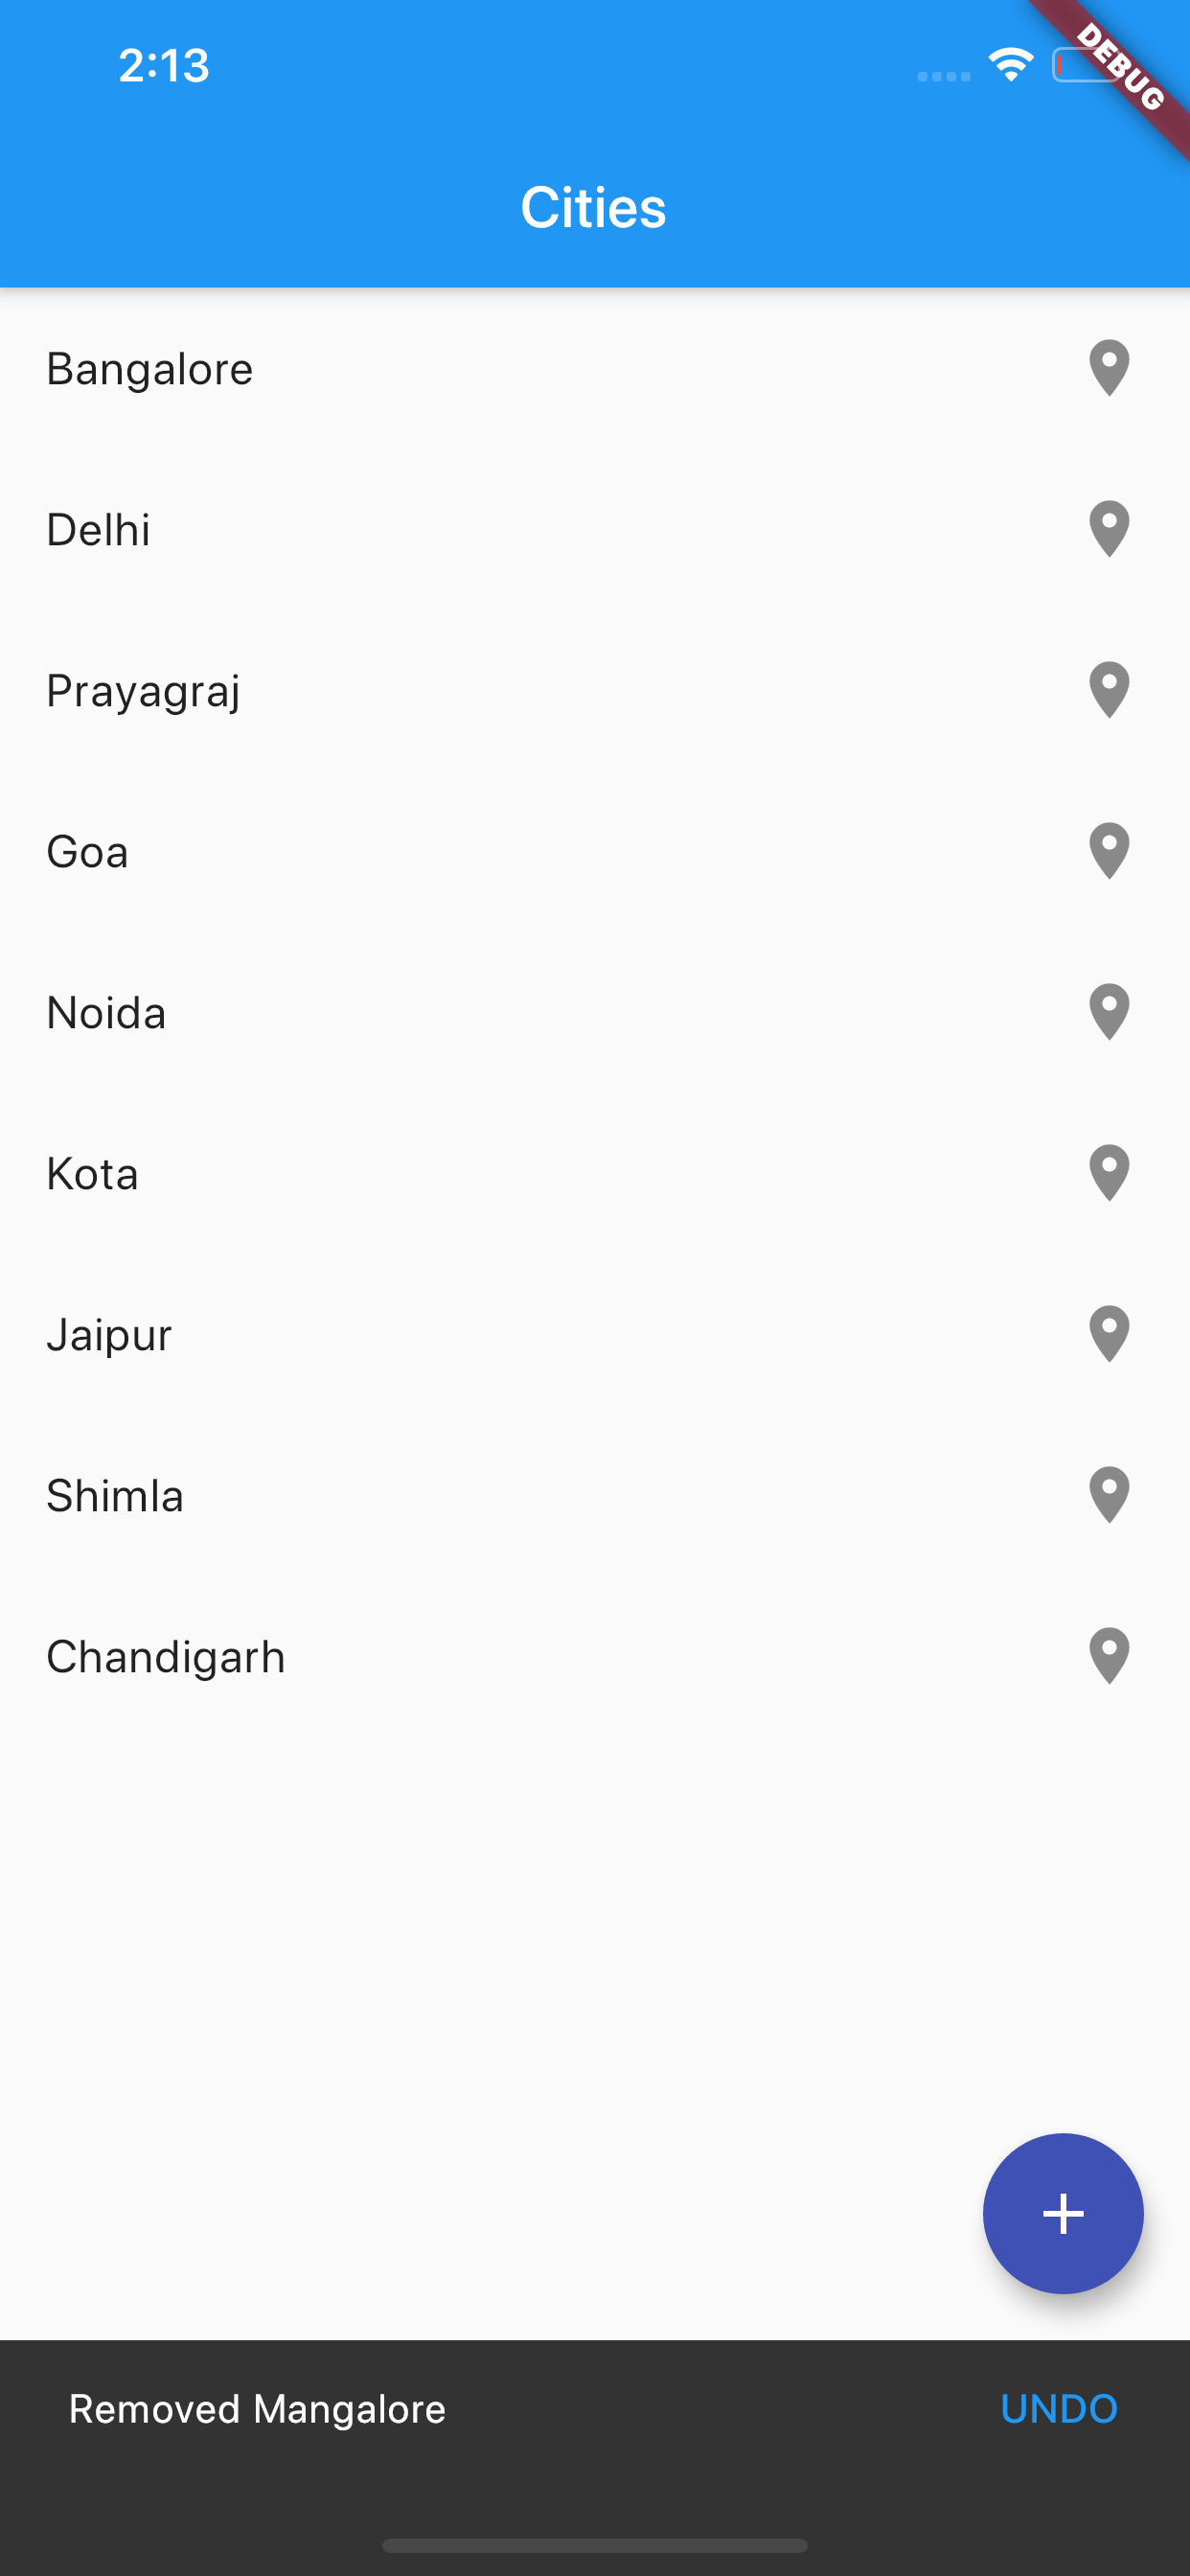 2:13
DEBUG
Cities
Bangalore
Delhi
Prayagraj
Goa
Noida
Kota
Jaipur
Shimla
Chandigarh
Removed Mangalore UNDO